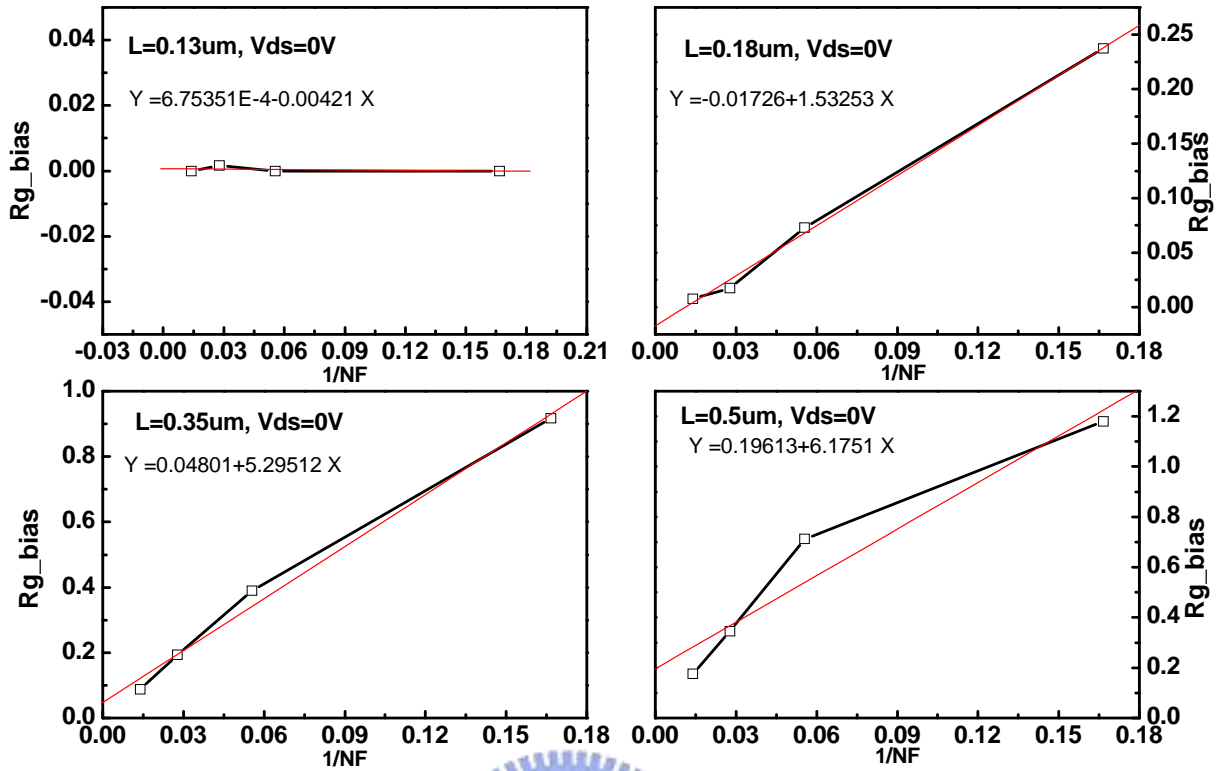 L=0.13um, Vds=0V
Y =6.75351E-4-0.00421 X
Rg_bias
0.04
0.02
0.00
-0.02
-0.04
-0.03 0.00 0.03 0.06 0.09 0.12 0.15 0.18 0.21
1/NF
L=0.18um, Vds=0V
Y =-0.01726+1.53253 X
Rg_bias
0.25
0.20
0.15
0.10
0.05
0.00
0.00 0.03 0.06 0.09 0.12 0.15 0.18
1/NF
L=0.35um, Vds=0V
Y =0.04801+5.29512 X
Rg_bias
1.0
0.8
0.6
0.4
0.2
0.0
0.00 0.03 0.06 0.09 0.12 0.15 0.18
1/NF
L=0.5um, Vds=0V
Y =0.19613+6.1751 X
Rg_bias
1.2
1.0
0.8
0.6
0.4
0.2
0.0
0.00 0.03 0.06 0.09 0.12 0.15 0.18
1/NF